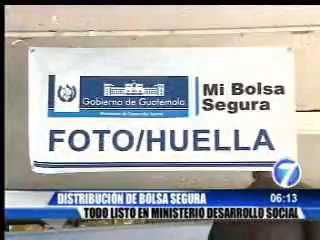 Gobierno de Guatemala
Mi Bolsa
Segura
FOTO/HUELLA
7
DISTRIBUCIÓN DE BOLSA SEGURA
06:13
TODO LISTO EN MINISTERIO DESARROLLO SOCIAL